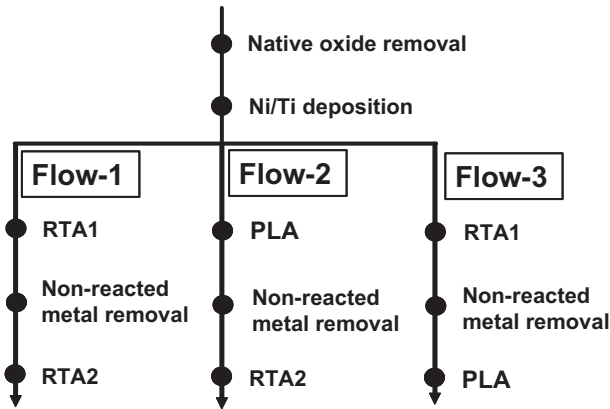 Native oxide removal
Ni/Ti deposition
Flow-1
RTA1
Non-reacted
metal removal
RTA2
Flow-2
PLA
Non-reacted
metal removal
RTA2
Flow-3
RTA1
Non-reacted
metal removal
PLA